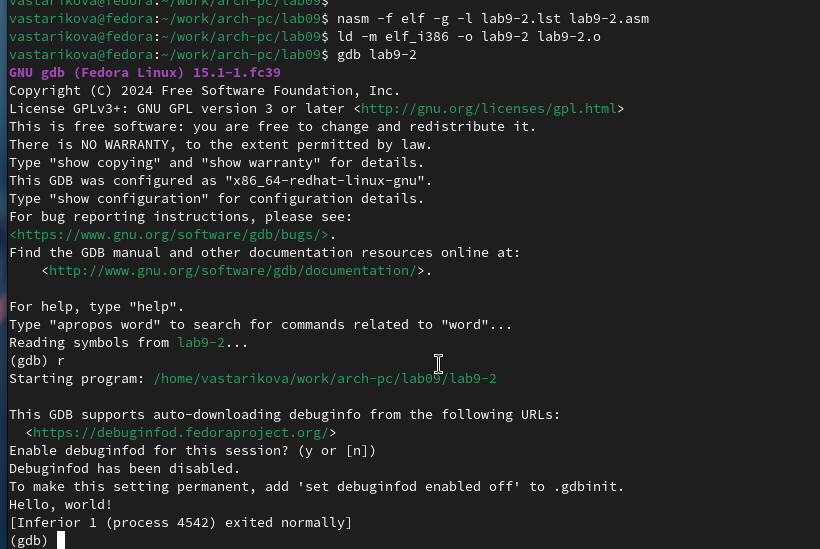 vastarikova@fedora:~/work/arch-pc/lab09$
vastarikova@fedora:~/work/arch-pc/lab09$ nasm -f elf -g -l lab9-2.lst lab9-2.asm
vastarikova@fedora:~/work/arch-pc/lab09$ ld -m elf_i386 -o lab9-2 lab9-2.o
vastarikova@fedora:~/work/arch-pc/lab09$ gdb lab9-2
GNU gdb (Fedora Linux) 15.1-1.fc39
Copyright (C) 2024 Free Software Foundation, Inc.
License GPLv3+: GNU GPL version 3 or later <http://gnu.org/licenses/gpl.html>
This is free software: you are free to change and redistribute it.
There is NO WARRANTY, to the extent permitted by law.
Type "show copying" and "show warranty" for details.
This GDB was configured as "x86_64-redhat-linux-gnu".
Type "show configuration" for configuration details.
For bug reporting instructions, please see:
<https://www.gnu.org/software/gdb/bugs/>.
Find the GDB manual and other documentation resources online at:
    <http://www.gnu.org/software/gdb/documentation/>.

For help, type "help".
Type "apropos word" to search for commands related to "word"...
Reading symbols from lab9-2...
(gdb) r
Starting program: /home/vastarikova/work/arch-pc/lab09/lab9-2

This GDB supports auto-downloading debuginfo from the following URLs:
  <https://debuginfod.fedoraproject.org/>
Enable debuginfod for this session? (y or [n])
Debuginfod has been disabled.
To make this setting permanent, add 'set debuginfod enabled off' to .gdbinit.
Hello, world!
[Inferior 1 (process 4542) exited normally]
(gdb)